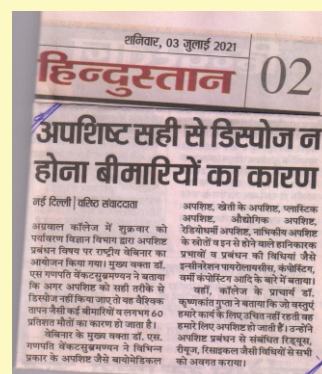 शनिवार, 03 जुलाई 2021
हिन्दुस्तान 02
अपशिष्ट सही से डिस्पोज न
होना बीमारियों का कारण
नई दिल्ली | वरिष्ठ संवाददाता
अग्रवाल कॉलेज में शुक्रवार को
पर्यावरण विज्ञान विभाग द्वारा अपशिष्ट
प्रबंधन विषय पर राष्ट्रीय वेबिनार का
आयोजन किया गया। मुख्य वक्ता डॉ.
एस गणपति वेंकटसुब्रमण्यन ने बताया
कि अगर अपशिष्ट को सही तरीके से
डिस्पोज नहीं किया जाए तो यह वैश्विक
तापन जैसी कई बीमारियों व लगभग 60
प्रतिशत मौतों का कारण हो जाता है।
वेबिनार के मुख्य वक्ता डॉ. एस.
गणपति वेंकटसुब्रमण्यन ने विभिन्न
प्रकार के अपशिष्ट जैसे बायोमेडिकल
अपशिष्ट, खेती के अपशिष्ट, प्लास्टिक
अपशिष्ट, औद्योगिक अपशिष्ट,
रेडियोधर्मी अपशिष्ट, नाभिकीय अपशिष्ट
के स्रोतों व इन से होने वाले हानिकारक
प्रभावों व प्रबंधन की विधियां जैसे
इन्सीनरेशन पायरोलायसीस, कंपोस्टिंग,
वर्मी कंपोस्टिंग आदि के बारे में बताया।
वहीं, कॉलेज के प्राचार्य डॉ.
कृष्णकांत गुप्ता ने बताया कि जो वस्तुएं
हमारे कार्य के लिए उचित नहीं रहती वह
हमारे लिए अपशिष्ट हो जाती हैं। उन्होंने
अपशिष्ट प्रबंधन से संबंधित रिड्यूस,
रीयूज, रिसाइकल जैसी विधियों से सभी
को अवगत कराया।